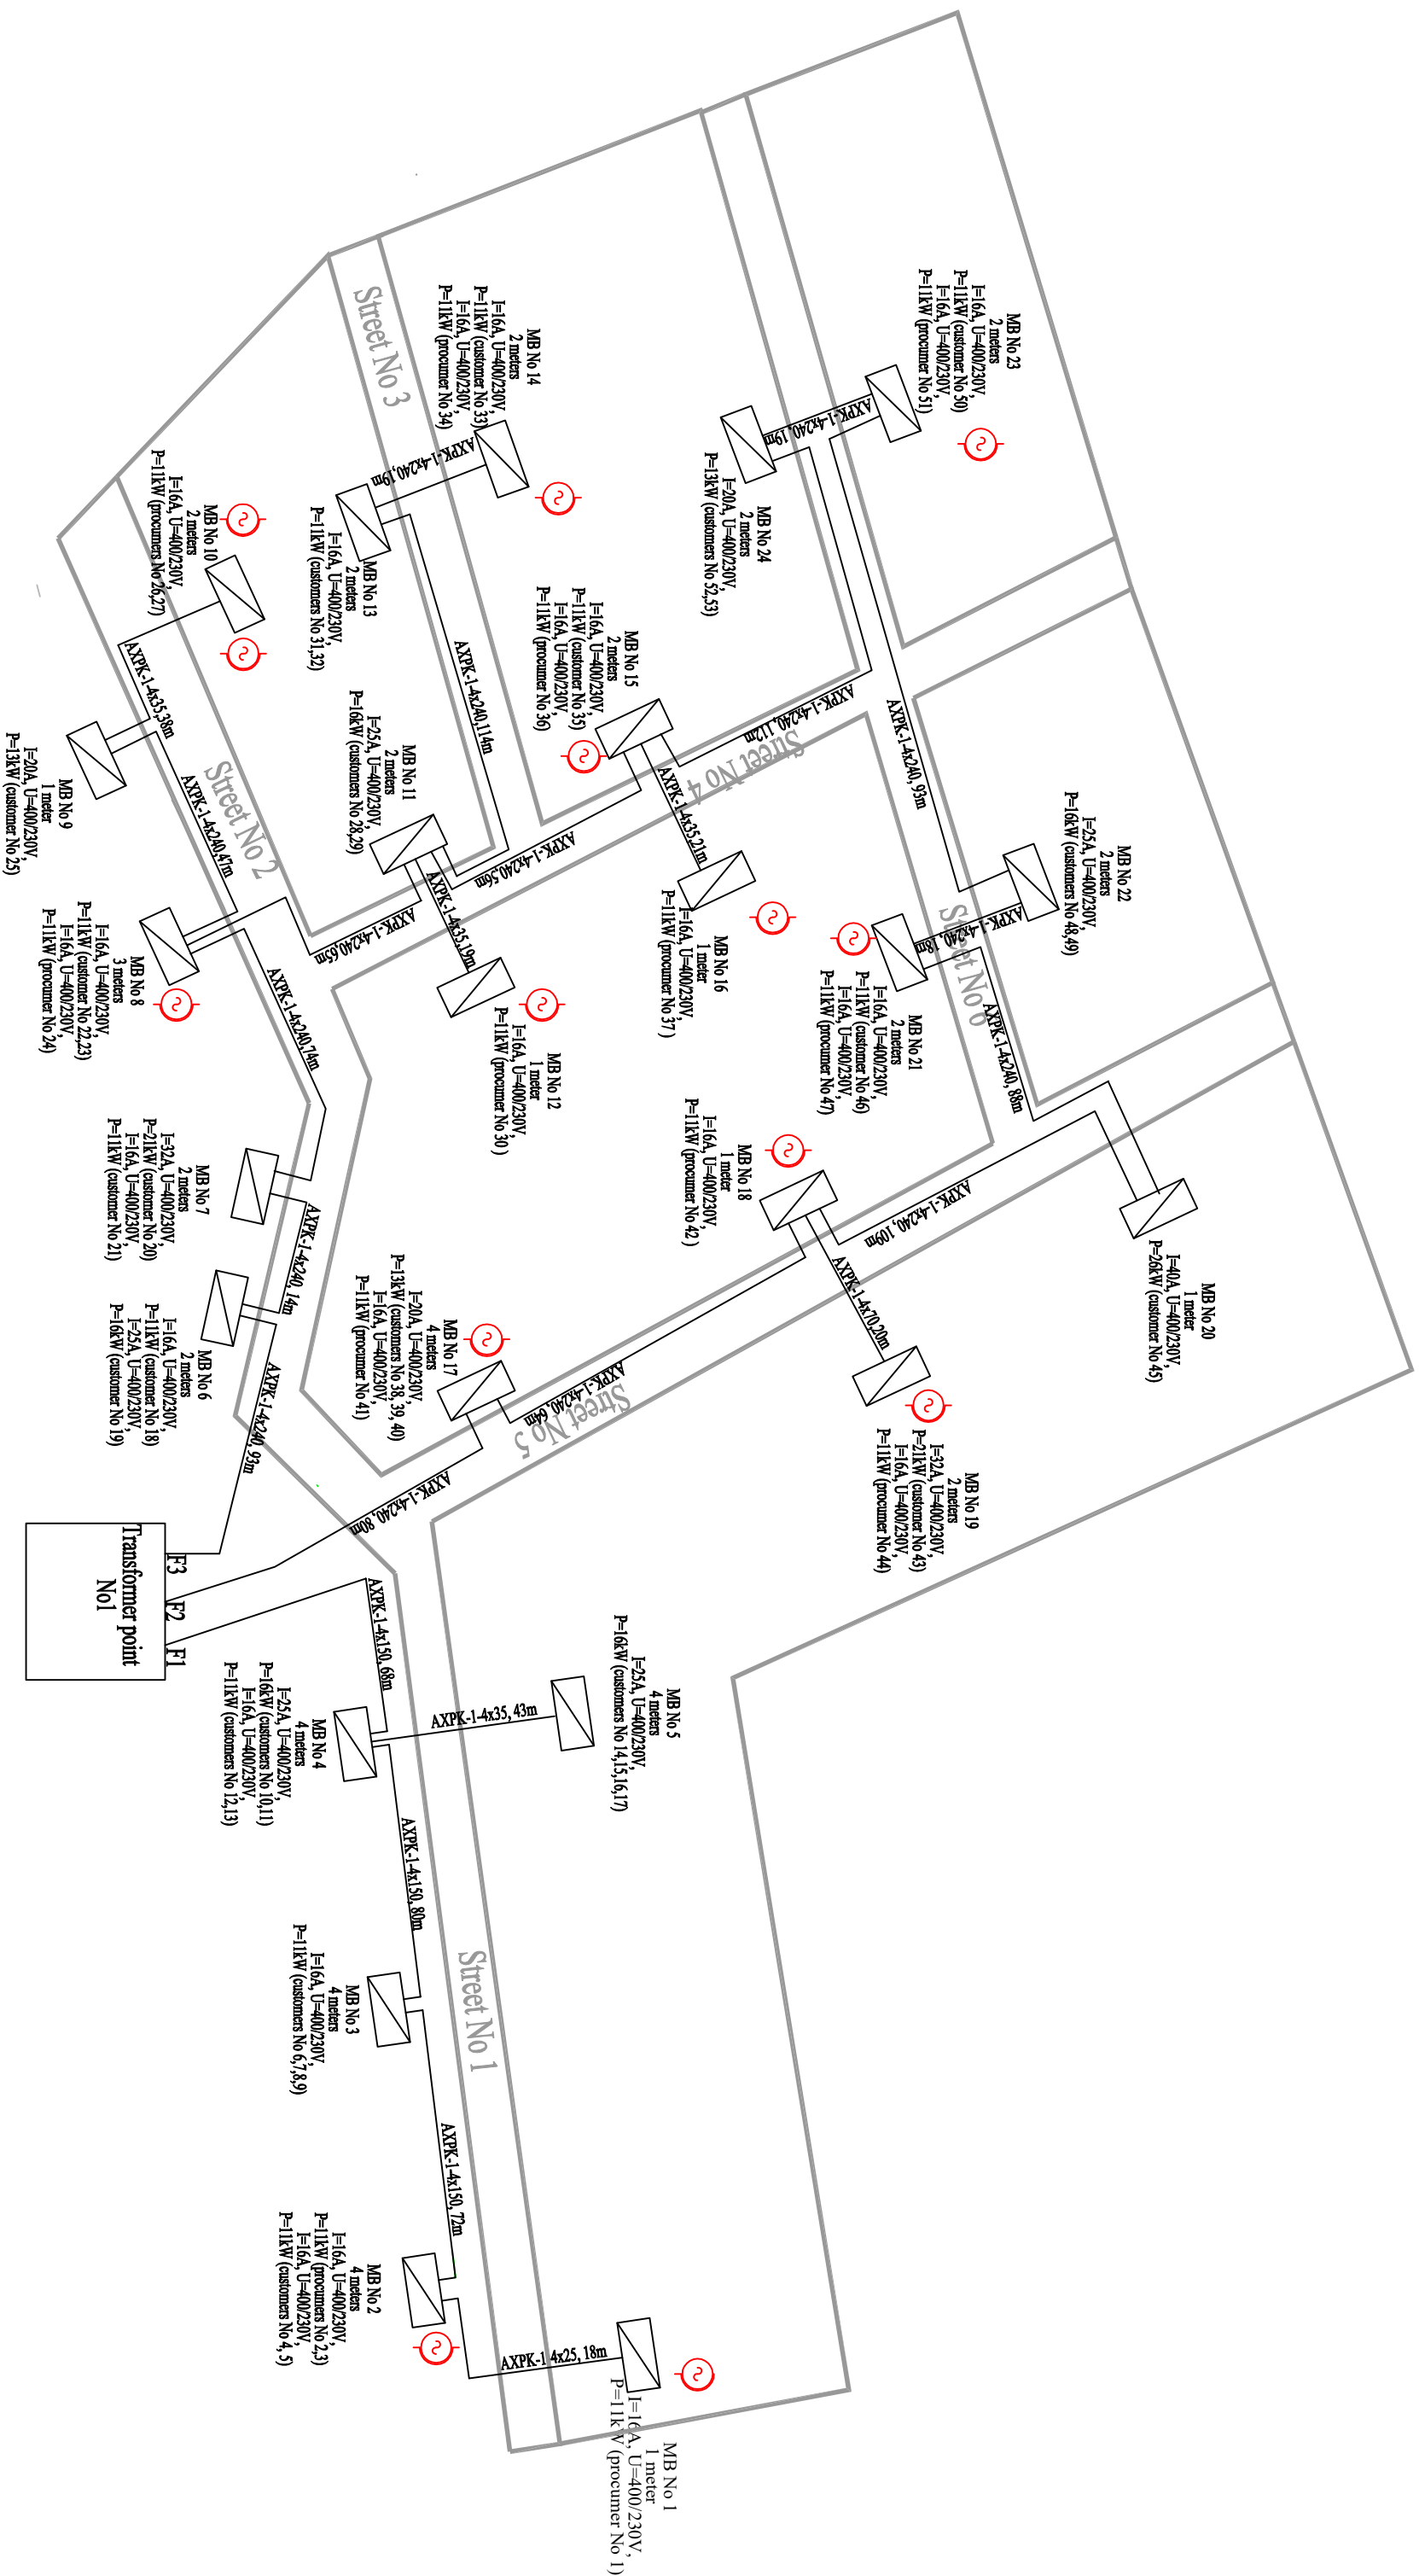 MB No 23
2 meters
I=16A, U=400/230V,
P=11kW (customer No 50)
I=16A, U=400/230V,
P=11kW (procumer No 51)
AXPK-1-4x240, 19m
MB No 24
2 meters
I=20A, U=400/230V,
P=13kW (customers No 52,53)
MB No 14
2 meters
I=16A, U=400/230V,
P=11kW (customer No 33)
I=16A, U=400/230V,
P=11kW (procumer No 34)
Street No 3
AXPK-1-4x240,19m
MB No 13
2 meters
I=16A, U=400/230V,
P=11kW (customers No 31,32)
MB No 10
2 meters
I=16A, U=400/230V,
P=11kW (procumers No 26,27)
AXPK-1-4x240,114m
MB No 15
2 meters
I=16A, U=400/230V,
P=11kW (customer No 35)
I=16A, U=400/230V,
P=11kW (procumer No 36)
AXPK-1-4x240,112m
AXPK-1-4x240,93m
Street No 4
AXPK-1-4x35,21m
MB No 11
2 meters
I=25A, U=400/230V,
P=16kW (customers No 28,29)
AXPK-1-4x35,38m
Street No 2
MB No 9
1 meter
I=20A, U=400/230V,
P=13kW (customer No 25)
AXPK-1-4x240,47m
AXPK-1-4x240,56m
AXPK-1-4x240,65m
AXPK-1-4x35,19m
MB No 22
2 meters
I=25A, U=400/230V,
P=16kW (customers No 48,49)
AXPK-1-4x240, 18m
Street No 6
MB No 16
1 meter
I=16A, U=400/230V,
P=11kW (procumer No 37 )
MB No 8
3 meters
I=16A, U=400/230V,
P=11kW (customer No 22,23)
I=16A, U=400/230V,
P=11kW (procumer No 24)
AXPK-1-4x240,74m
MB No 12
1 meter
I=16A, U=400/230V,
P=11kW (procumer No 30 )
MB No 21
2 meters
I=16A, U=400/230V,
P=11kW (customer No 46)
I=16A, U=400/230V,
P=11kW (procumer No 47)
AXPK-1-4x240, 88m
MB No 18
1 meter
I=16A, U=400/230V,
P=11kW (procumer No 42 )
AXPK-1-4x240, 109m
MB No 7
2 meters
I=32A, U=400/230V,
P=21kW (customer No 20)
I=16A, U=400/230V,
P=11kW (customer No 21)
AXPK-1-4x240, 14m
MB No 20
1 meter
I=40A, U=400/230V,
P=26kW (customer No 45)
MB No 17
4 meters
I=20A, U=400/230V,
P=13kW (customers No 38, 39, 40)
I=16A, U=400/230V,
P=11kW (procumer No 41)
AXPK-1-4x70,20m
MB No 6
2 meters
I=16A, U=400/230V,
P=11kW (customer No 18)
I=25A, U=400/230V,
P=16kW (customer No 19)
AXPK-1-4x240, 93m
AXPK-1-4x240, 64m
Street No 5
MB No 19
2 meters
I=32A, U=400/230V,
P=21kW (customer No 43)
I=16A, U=400/230V,
P=11kW (procumer No 44)
AXPK-1-4x240, 80m
Transformer point
No1
F3
F2
F1
AXPK-1-4x150, 68m
MB No 5
4 meters
I=25A, U=400/230V,
P=16kW (customers No 14,15,16,17)
AXPK-1-4x35, 43m
MB No 4
4 meters
I=25A, U=400/230V,
P=16kW (customers No 10,11)
I=16A, U=400/230V,
P=11kW (customers No 12,13)
AXPK-1-4x150, 80m
MB No 3
4 meters
I=16A, U=400/230V,
P=11kW (customers No 6,7,8,9)
Street No 1
AXPK-1-4x150, 72m
MB No 2
4 meters
I=16A, U=400/230V,
P=11kW (procumers No 2,3)
I=16A, U=400/230V,
P=11kW (customers No 4, 5)
AXPK-1 4x25, 18m
MB No 1
1 meter
I=16A, U=400/230V,
P=11kW (procumer No 1)